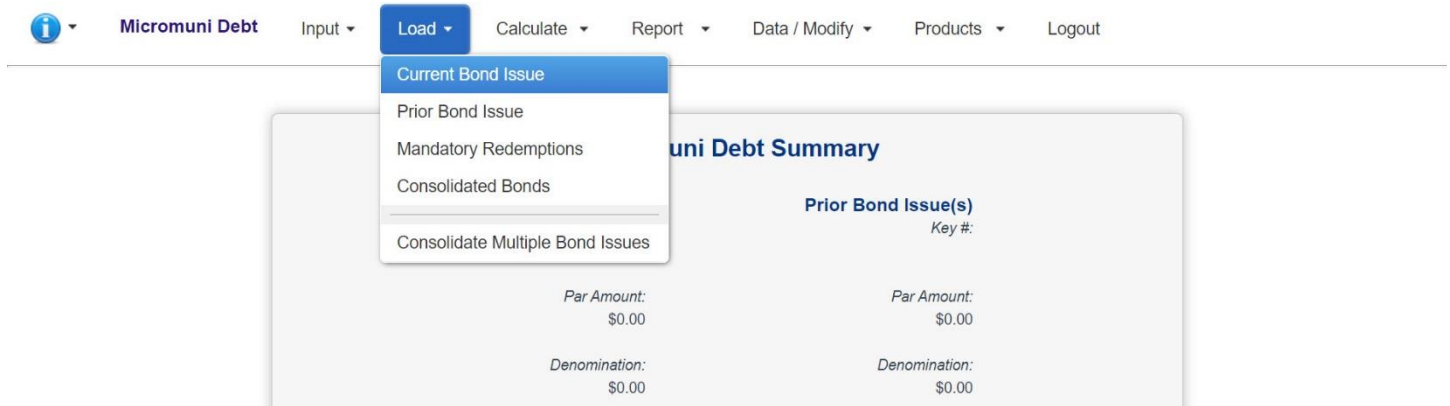 Micromuni Debt Input Load Calculate Report Data / Modify Products Logout
Current Bond Issue
Prior Bond Issue
Mandatory Redemptions
Consolidated Bonds
Consolidate Multiple Bond Issues
uni Debt Summary
Prior Bond Issue(s)
Key #:
Par Amount: Par Amount:
$0.00 $0.00
Denomination: Denomination:
$0.00 $0.00